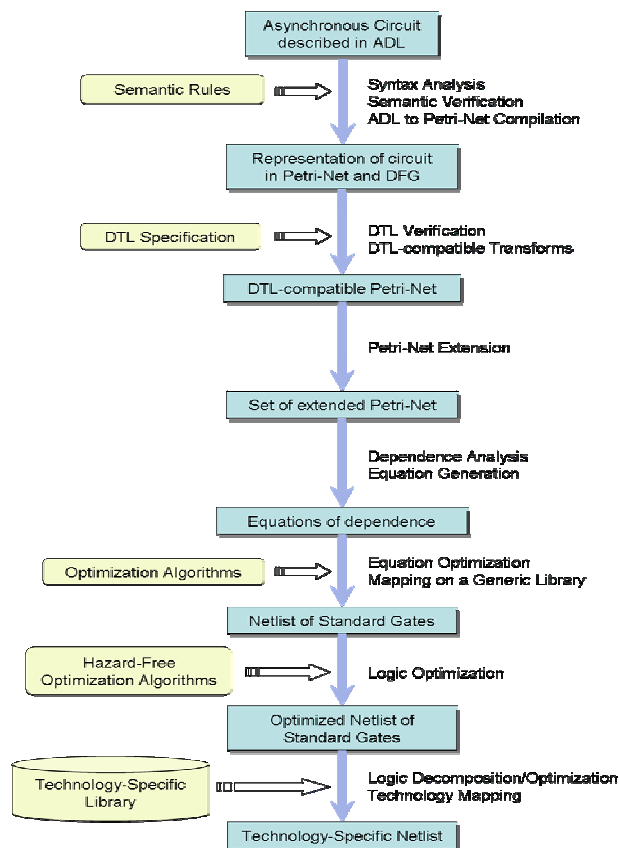 Asynchronous Circuit
described in ADL
Semantic Rules
Syntax Analysis
Semantic Verification
ADL to Petri-Net Compilation
Representation of circuit
in Petri-Net and DFG
DTL Specification
DTL Verification
DTL-compatible Transforms
DTL-compatible Petri-Net
Petri-Net Extension
Set of extended Petri-Net
Dependence Analysis
Equation Generation
Equations of dependence
Optimization Algorithms
Equation Optimization
Mapping on a Generic Library
Netlist of Standard Gates
Hazard-Free
Optimization Algorithms
Logic Optimization
Optimized Netlist of
Standard Gates
Technology-Specific
Library
Logic Decomposition/Optimization
Technology Mapping
Technology-Specific Netlist